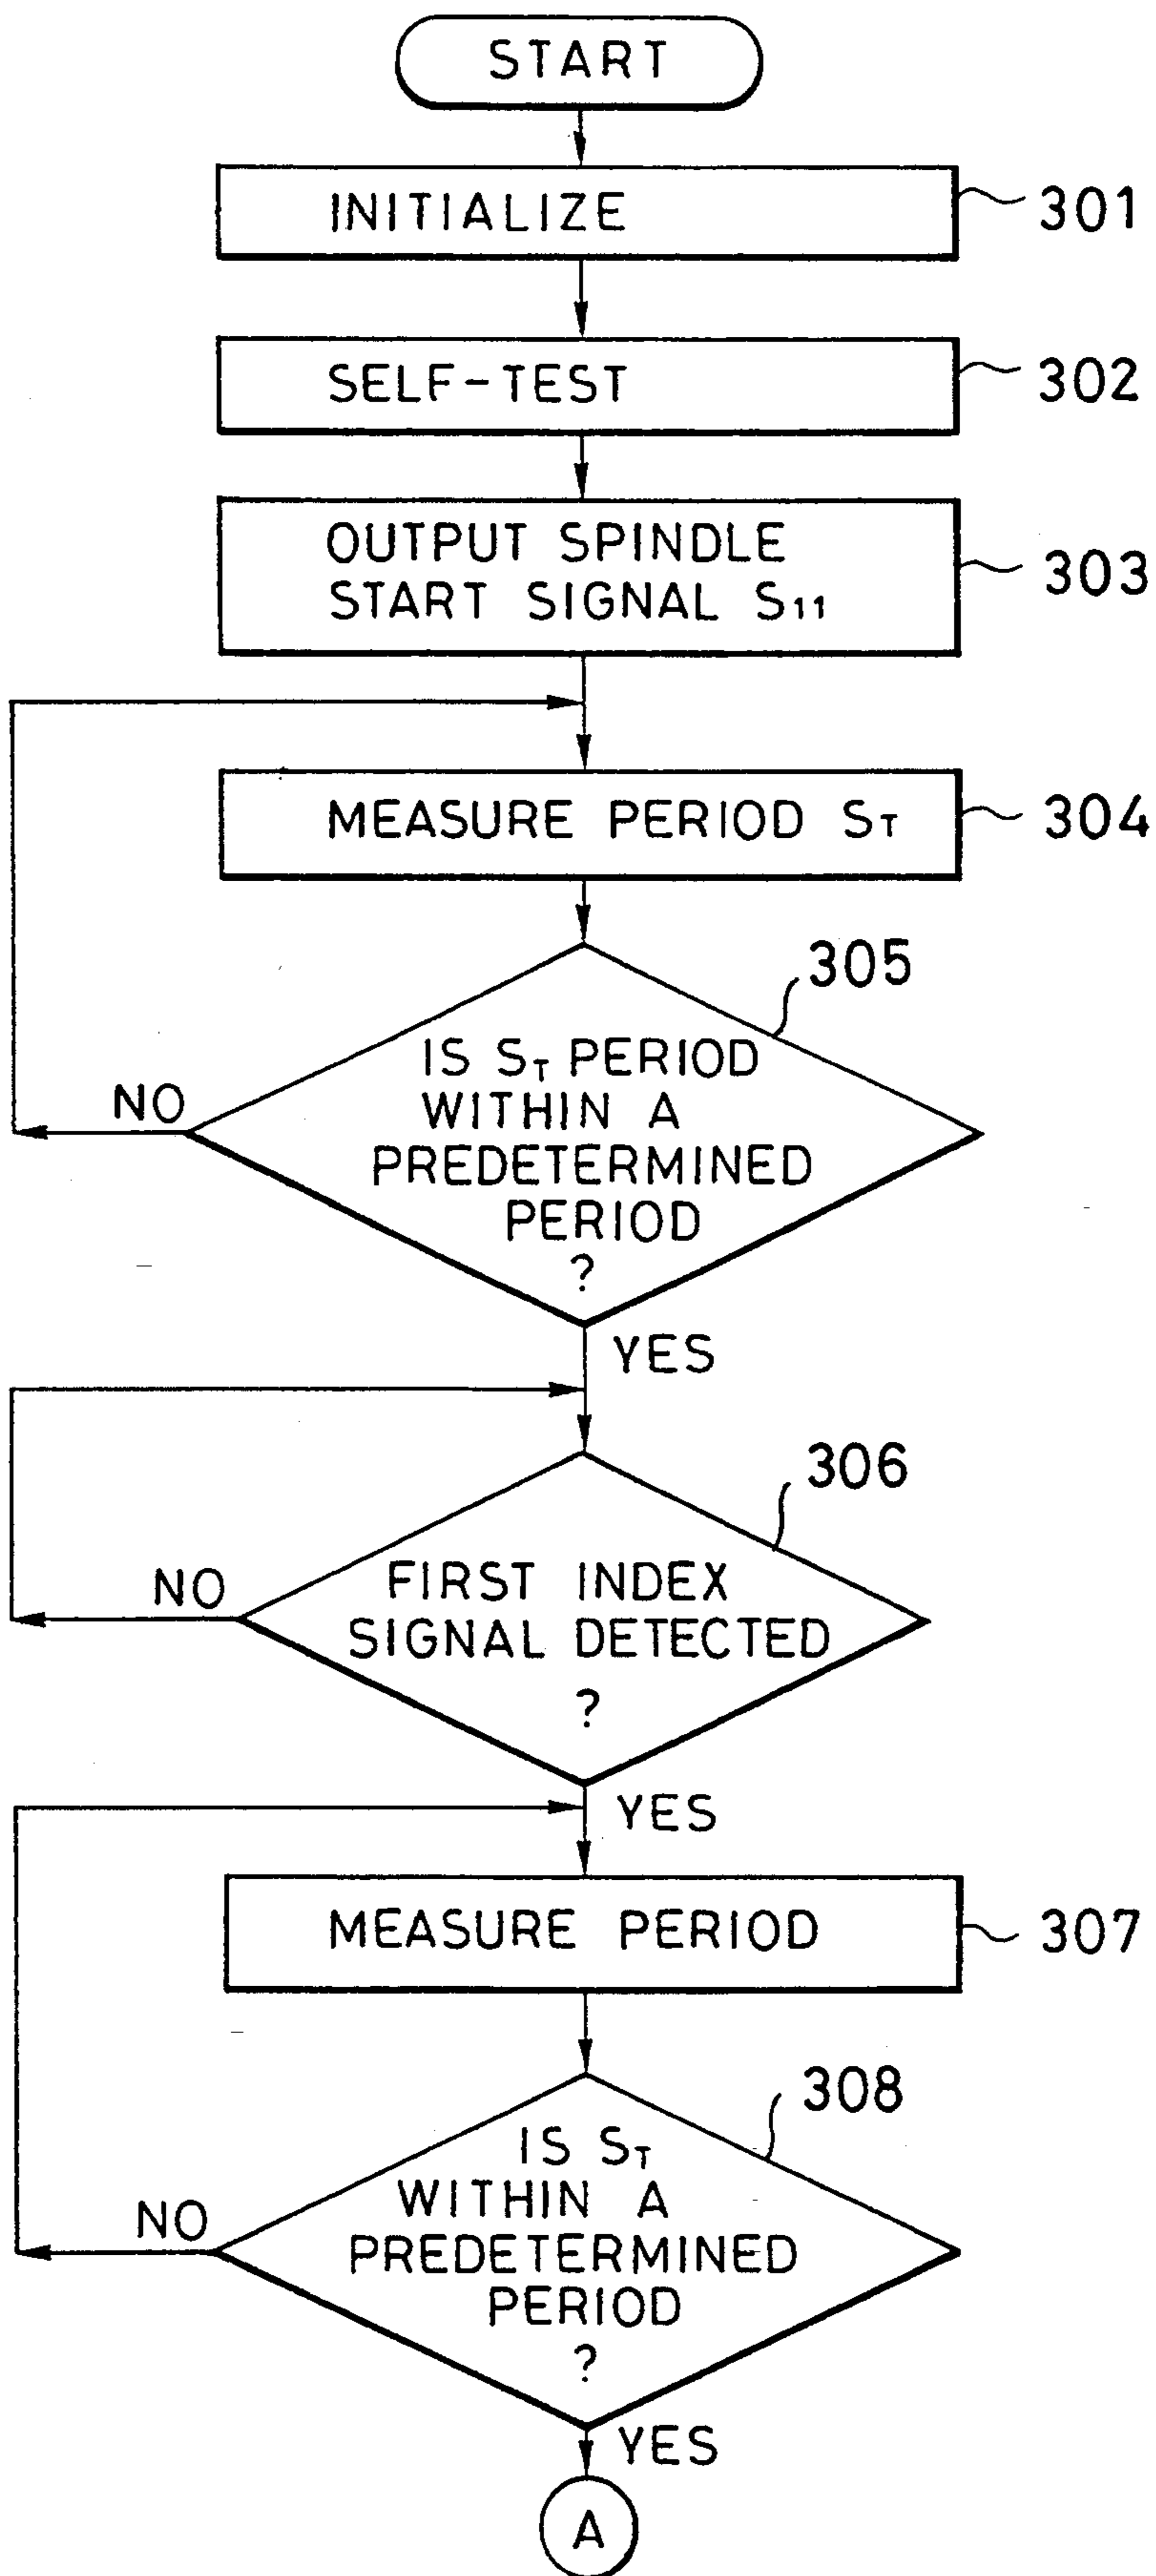 START
INITIALIZE
301
SELF-TEST
302
OUTPUT SPINDLE
START SIGNAL S11
303
MEASURE PERIOD ST
304
305
IS ST PERIOD
WITHIN A
PREDETERMINED
PERIOD
?
NO
YES
306
FIRST INDEX
SIGNAL DETECTED
?
NO
YES
MEASURE PERIOD
307
308
IS ST
WITHIN A
PREDETERMINED
PERIOD
?
NO
YES
A